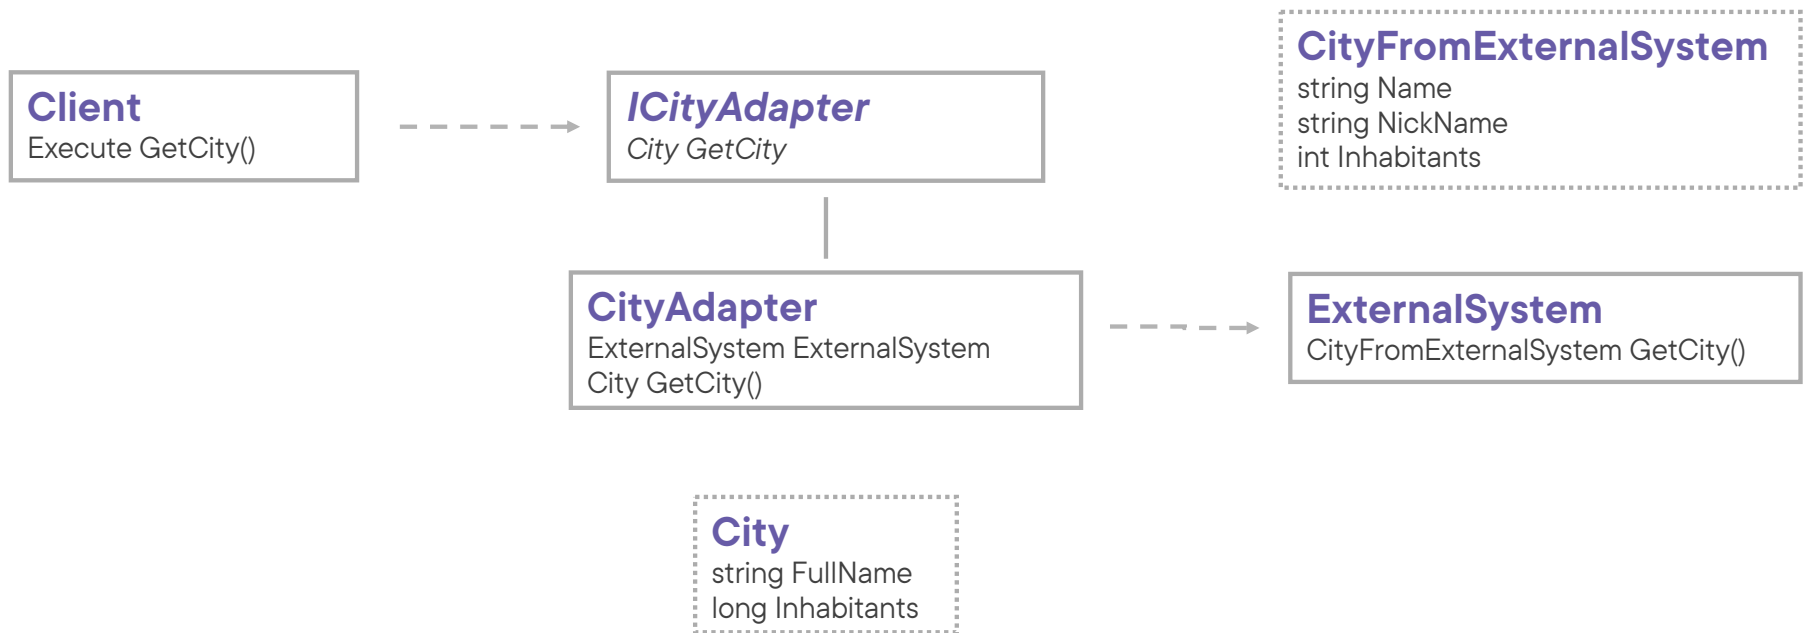 Client
Execute GetCity()
ICityAdapter
City GetCity
CityFromExternalSystem
string Name
string NickName
int Inhabitants
CityAdapter
ExternalSystem ExternalSystem
City GetCity()
ExternalSystem
CityFromExternalSystem GetCity()
City
string FullName
long Inhabitants